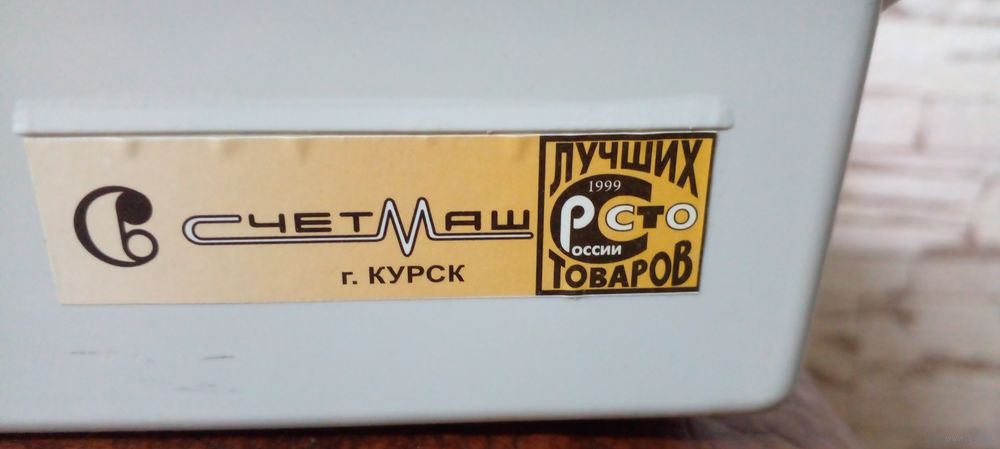 СЧЕТМАШ
г. КУРСК
ЛУЧШИХ
1999
СТО
РОССИИ
ТОВАРОВ